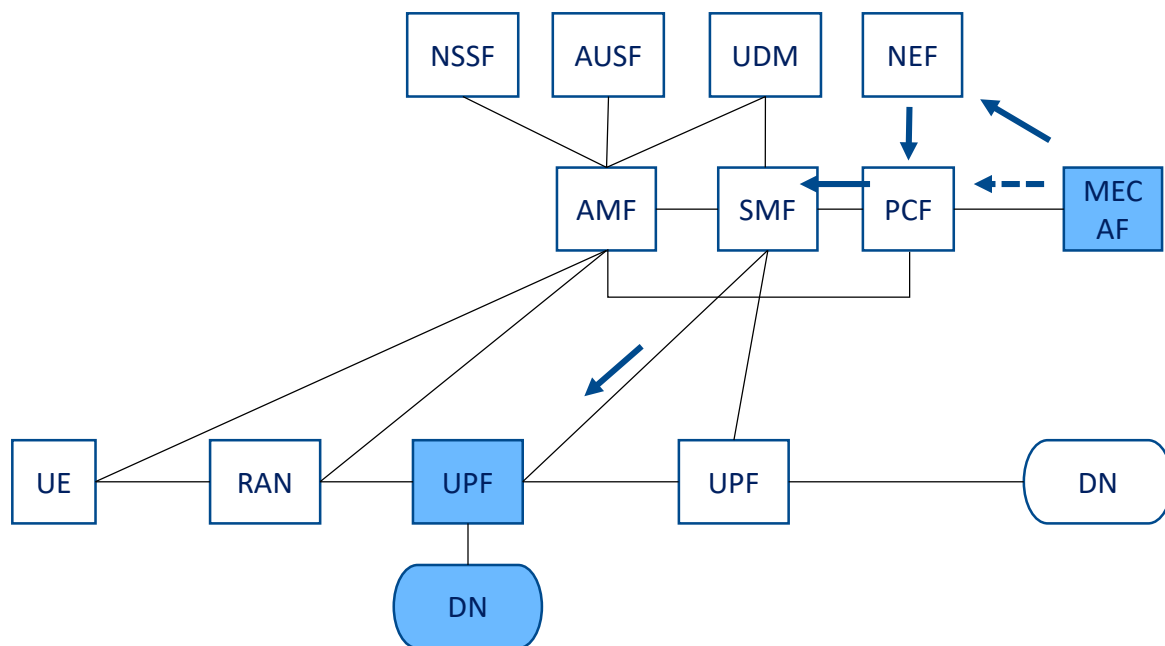 NSSF
AUSF
UDM
NEF
AMF
SMF
PCF
MEC
AF
UE
RAN
UPF
UPF
DN
DN